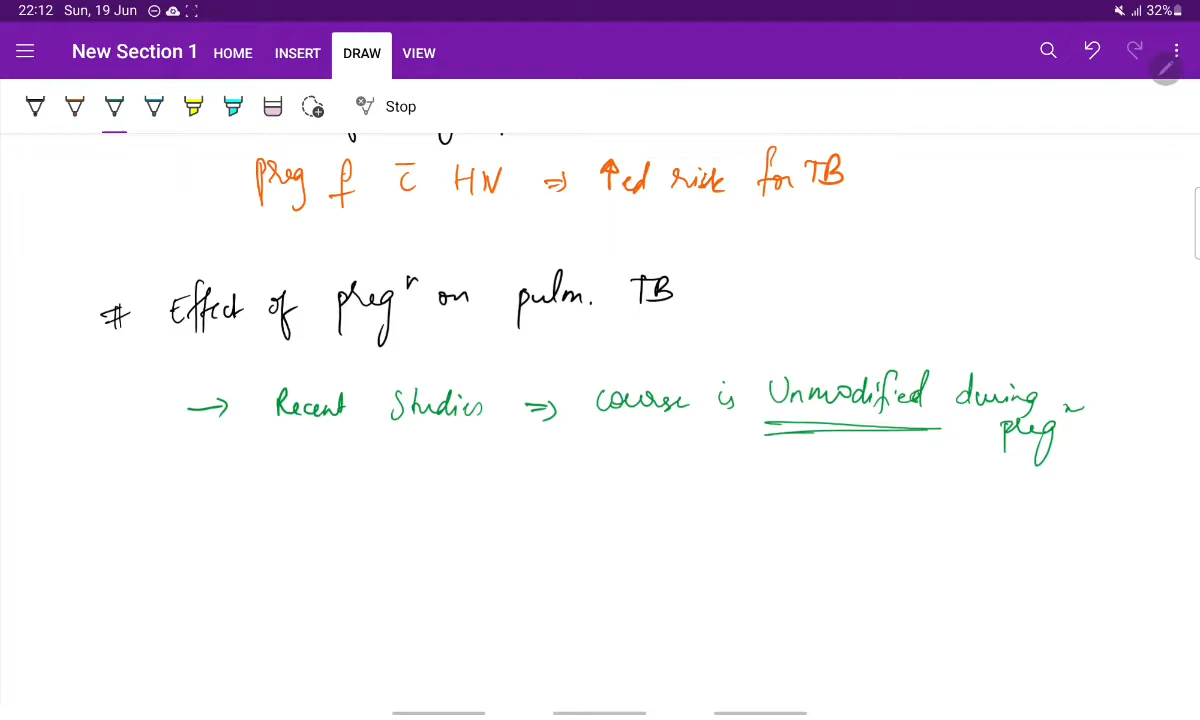 22:12 Sun, 19 Jun 32%
New Section 1 HOME INSERT DRAW VIEW
Stop
Preg f c̄ HIV ⇒ ↑ed risk for TB
# Effect of pregⁿ on pulm. TB
→ Recent Studies ⇒ course is Unmodified during
pregⁿ